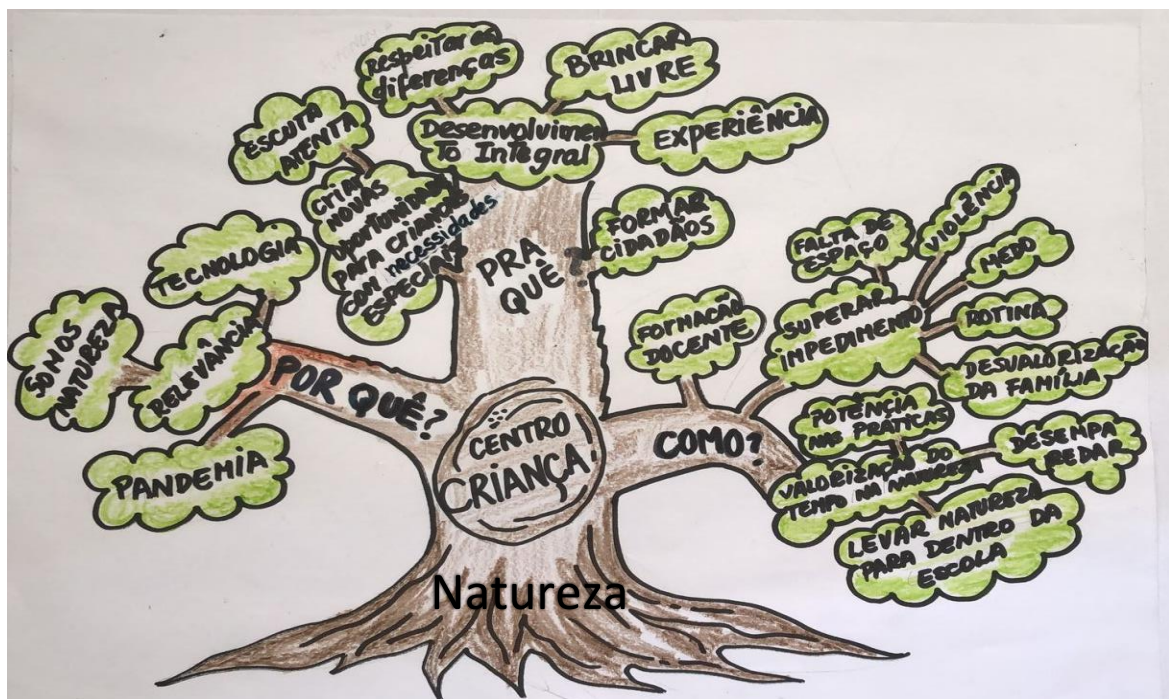 Respeitar as
diferenças
BRINCAR
LIVRE
ESCUTA
ATENTA
Desenvolvimen
to Integral
EXPERIÊNCIA
CRIAR
NOVAS
oportunidades
PARA CRIANÇAS
COM necessidades
ESPECIAIS
PRA
QUÊ?
FORMAR
CIDADÃOS
TECNOLOGIA
SOMOS
NATUREZA
RELEVÂNCIA
PANDEMIA
POR QUÊ?
CENTRO
CRIANÇA
COMO?
FORMAÇÃO
DOCENTE
SUPERAR
IMPEDIMENTO
FALTA DE
ESPAÇO
VIOLÊNCIA
MEDO
ROTINA
DESVALORIZAÇÃO
DA FAMÍLIA
POTÊNCIA
NAS PRÁTICAS
VALORIZAÇÃO DO
TEMPO NA NATUREZA
DESEMPA
REDAR
LEVAR NATUREZA
PARA DENTRO DA
ESCOLA
Natureza